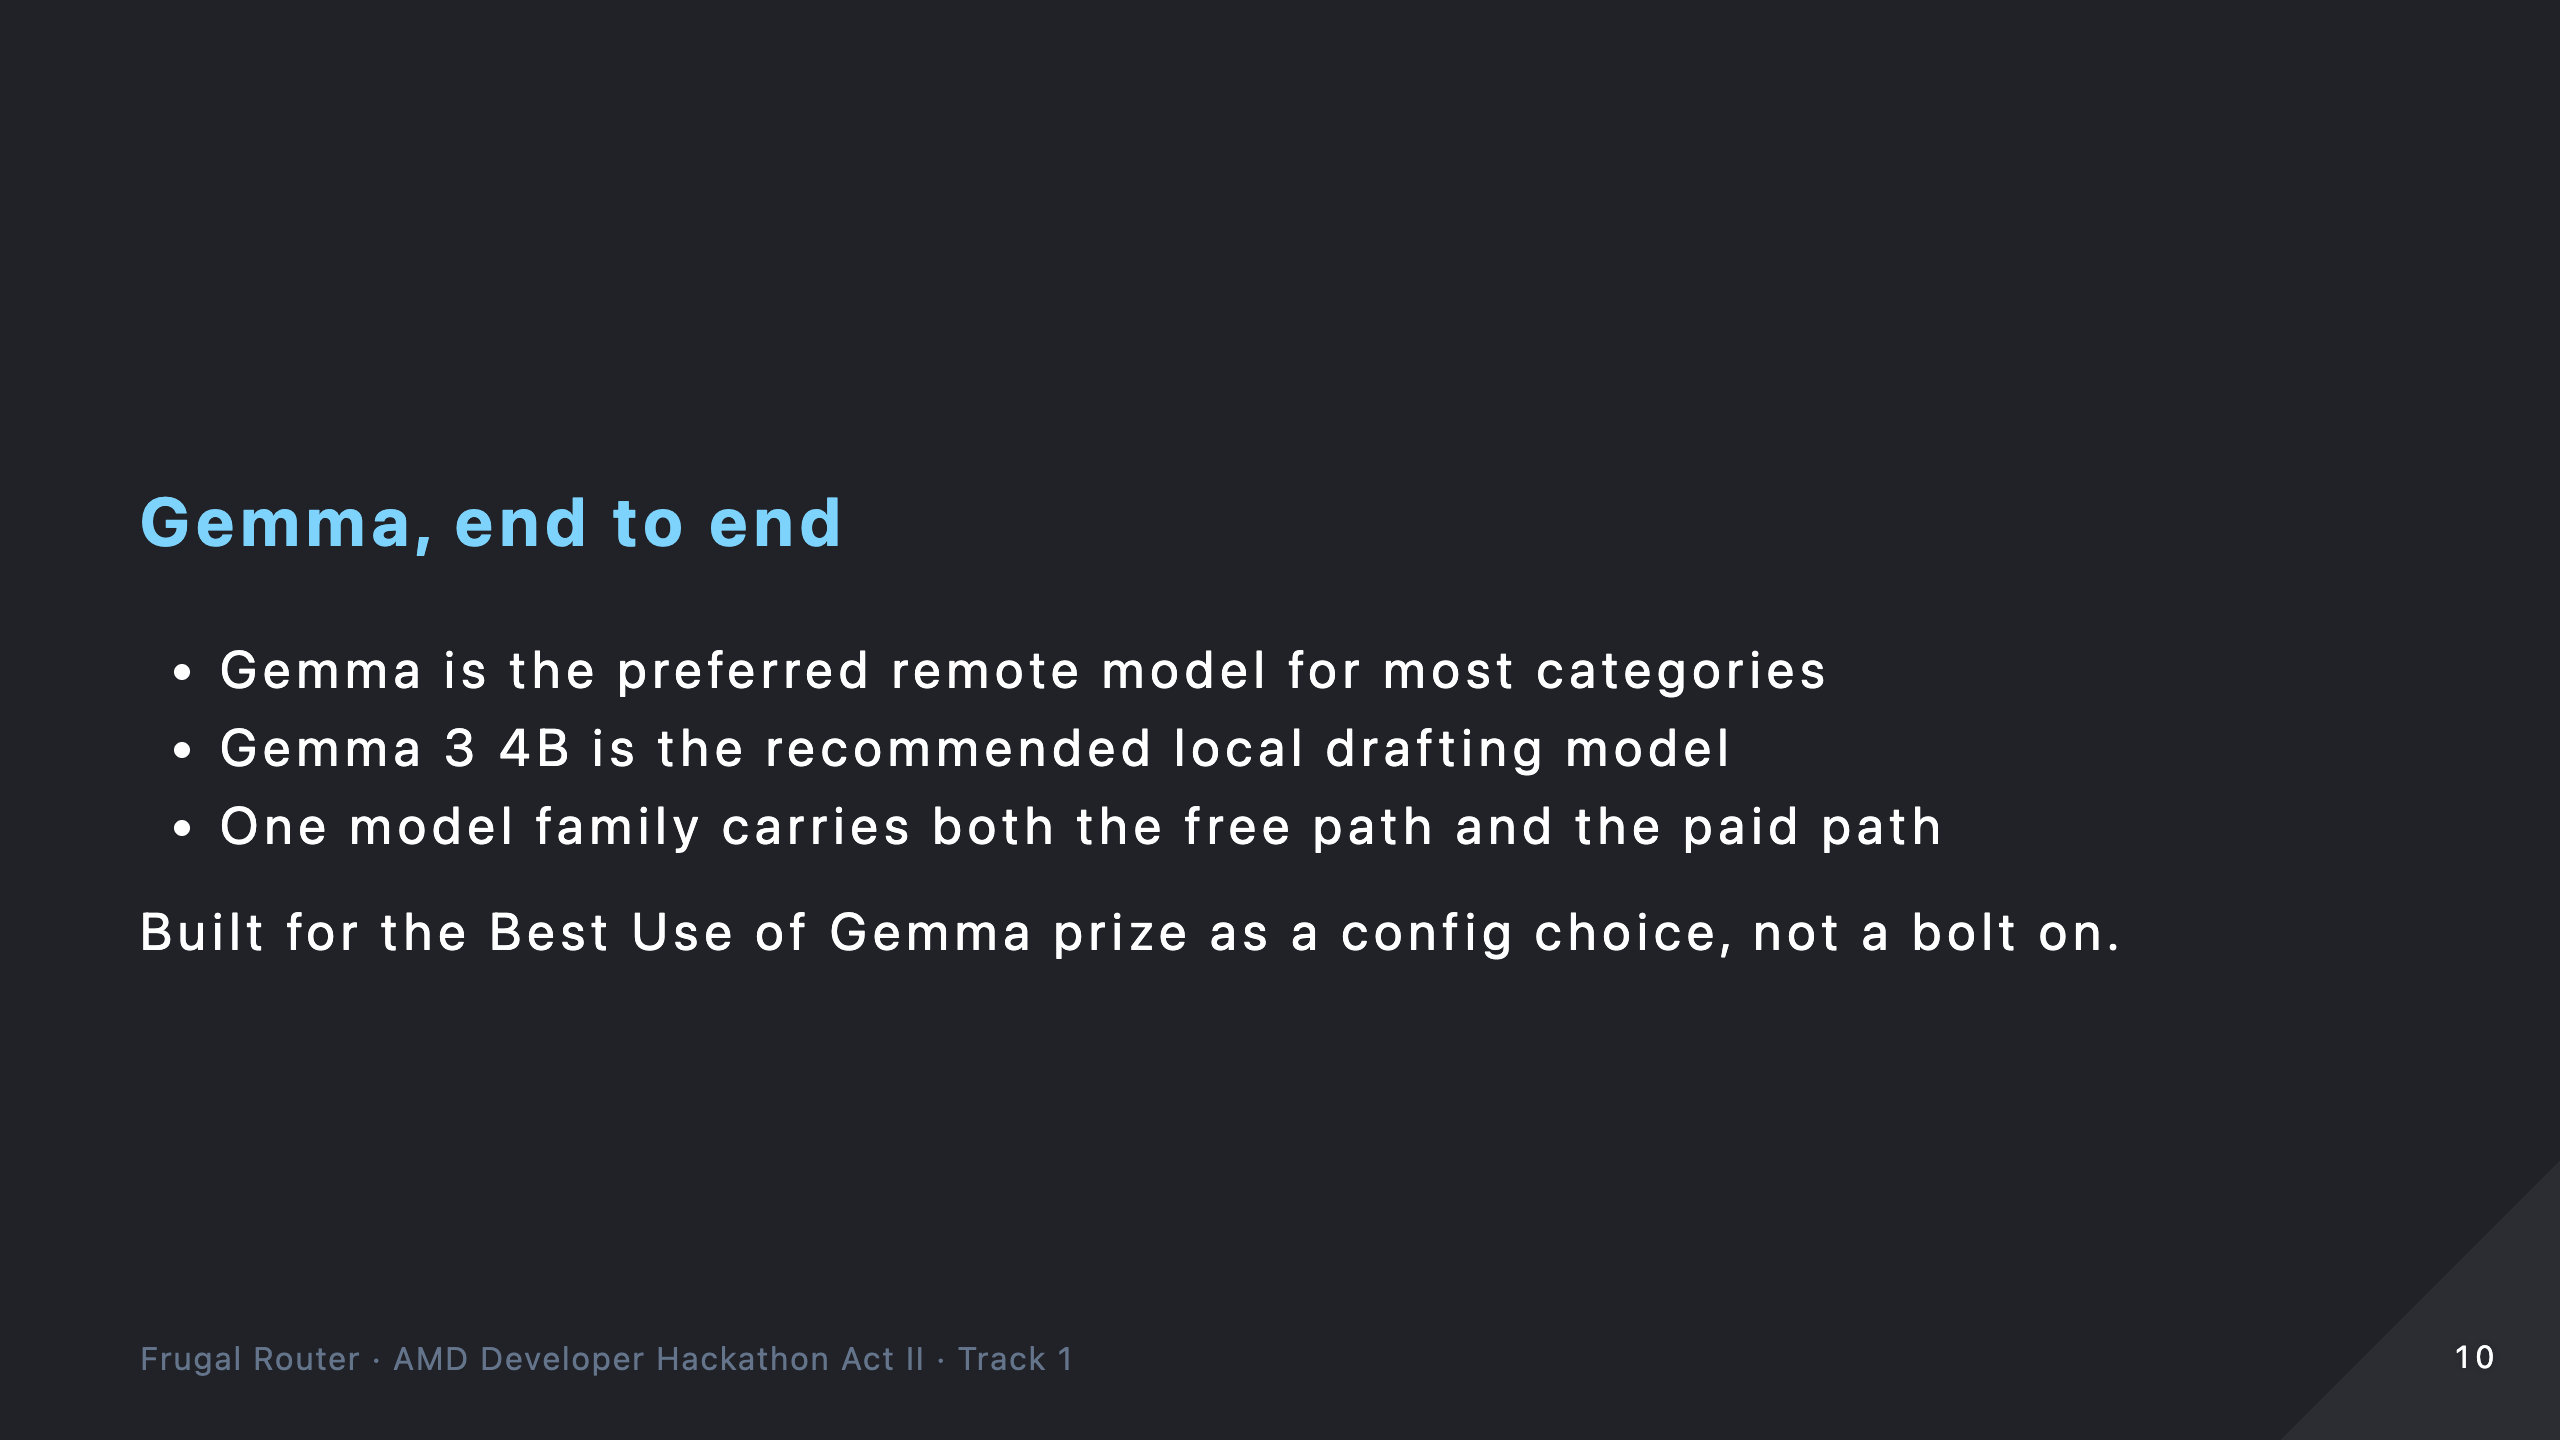 Gemma, end to end
• Gemma is the preferred remote model for most categories
• Gemma 3 4B is the recommended local drafting model
• One model family carries both the free path and the paid path
Built for the Best Use of Gemma prize as a config choice, not a bolt on.
Frugal Router · AMD Developer Hackathon Act II · Track 1
10